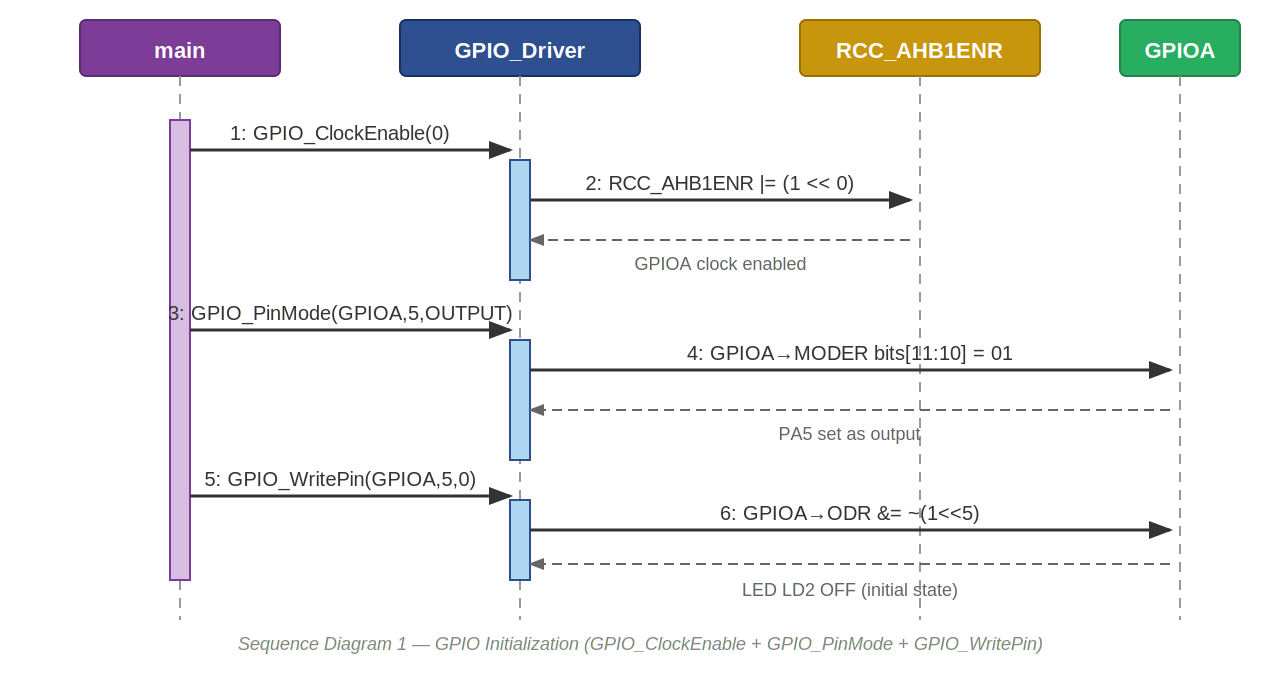 main
GPIO_Driver
RCC_AHB1ENR
GPIOA
1: GPIO_ClockEnable(0)
2: RCC_AHB1ENR |= (1 << 0)
GPIOA clock enabled
3: GPIO_PinMode(GPIOA,5,OUTPUT)
4: GPIOA→MODER bits[11:10] = 01
PA5 set as output
5: GPIO_WritePin(GPIOA,5,0)
6: GPIOA→ODR &= ~(1<<5)
LED LD2 OFF (initial state)
Sequence Diagram 1 — GPIO Initialization (GPIO_ClockEnable + GPIO_PinMode + GPIO_WritePin)